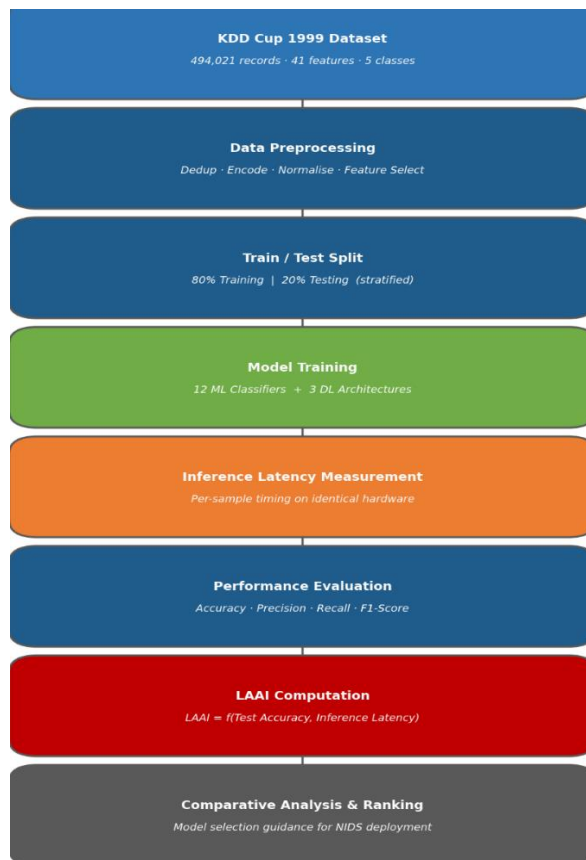 KDD Cup 1999 Dataset
494,021 records · 41 features · 5 classes
Data Preprocessing
Dedup · Encode · Normalise · Feature Select
Train / Test Split
80% Training | 20% Testing (stratified)
Model Training
12 ML Classifiers + 3 DL Architectures
Inference Latency Measurement
Per-sample timing on identical hardware
Performance Evaluation
Accuracy · Precision · Recall · F1-Score
LAAI Computation
LAAI = f(Test Accuracy, Inference Latency)
Comparative Analysis & Ranking
Model selection guidance for NIDS deployment